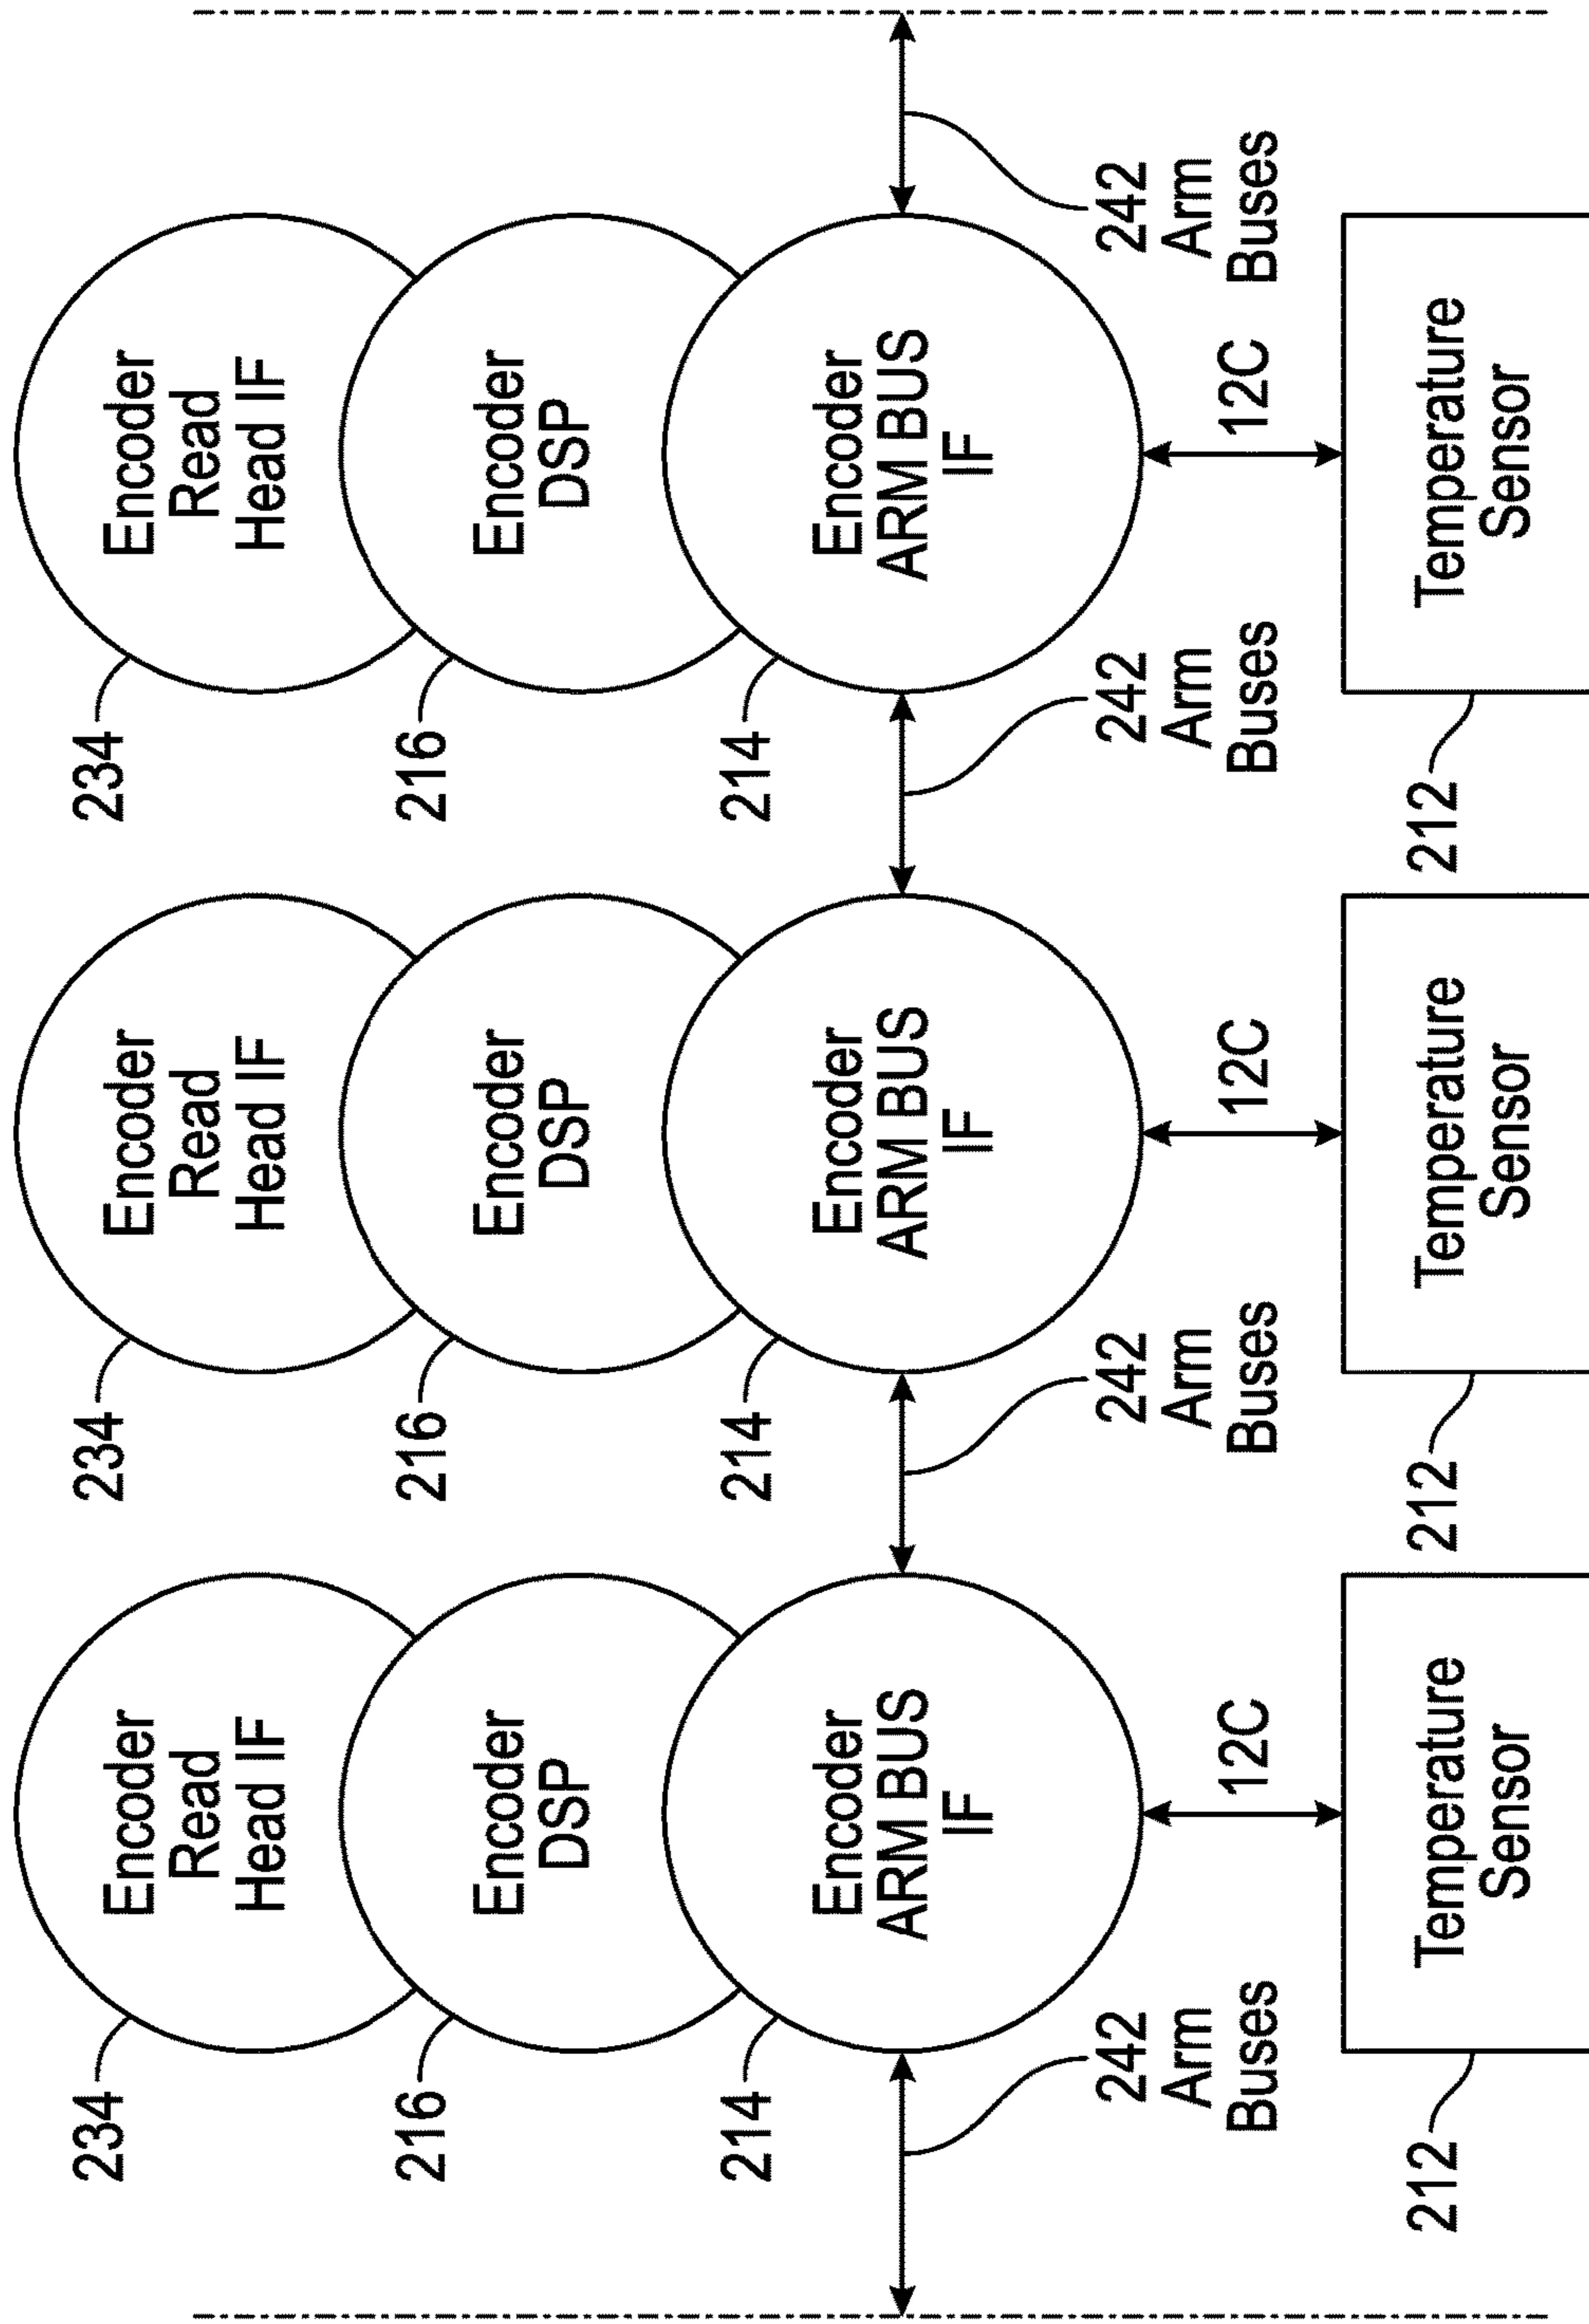 234
Encoder
Read
Head IF
216
Encoder
DSP
214
Encoder
ARM BUS
IF
242
Arm
Buses
12C
212
Temperature
Sensor
234
Encoder
Read
Head IF
216
Encoder
DSP
214
Encoder
ARM BUS
IF
242
Arm
Buses
12C
212
Temperature
Sensor
234
Encoder
Read
Head IF
216
Encoder
DSP
214
Encoder
ARM BUS
IF
242
Arm
Buses
12C
242
Arm
Buses
212
Temperature
Sensor